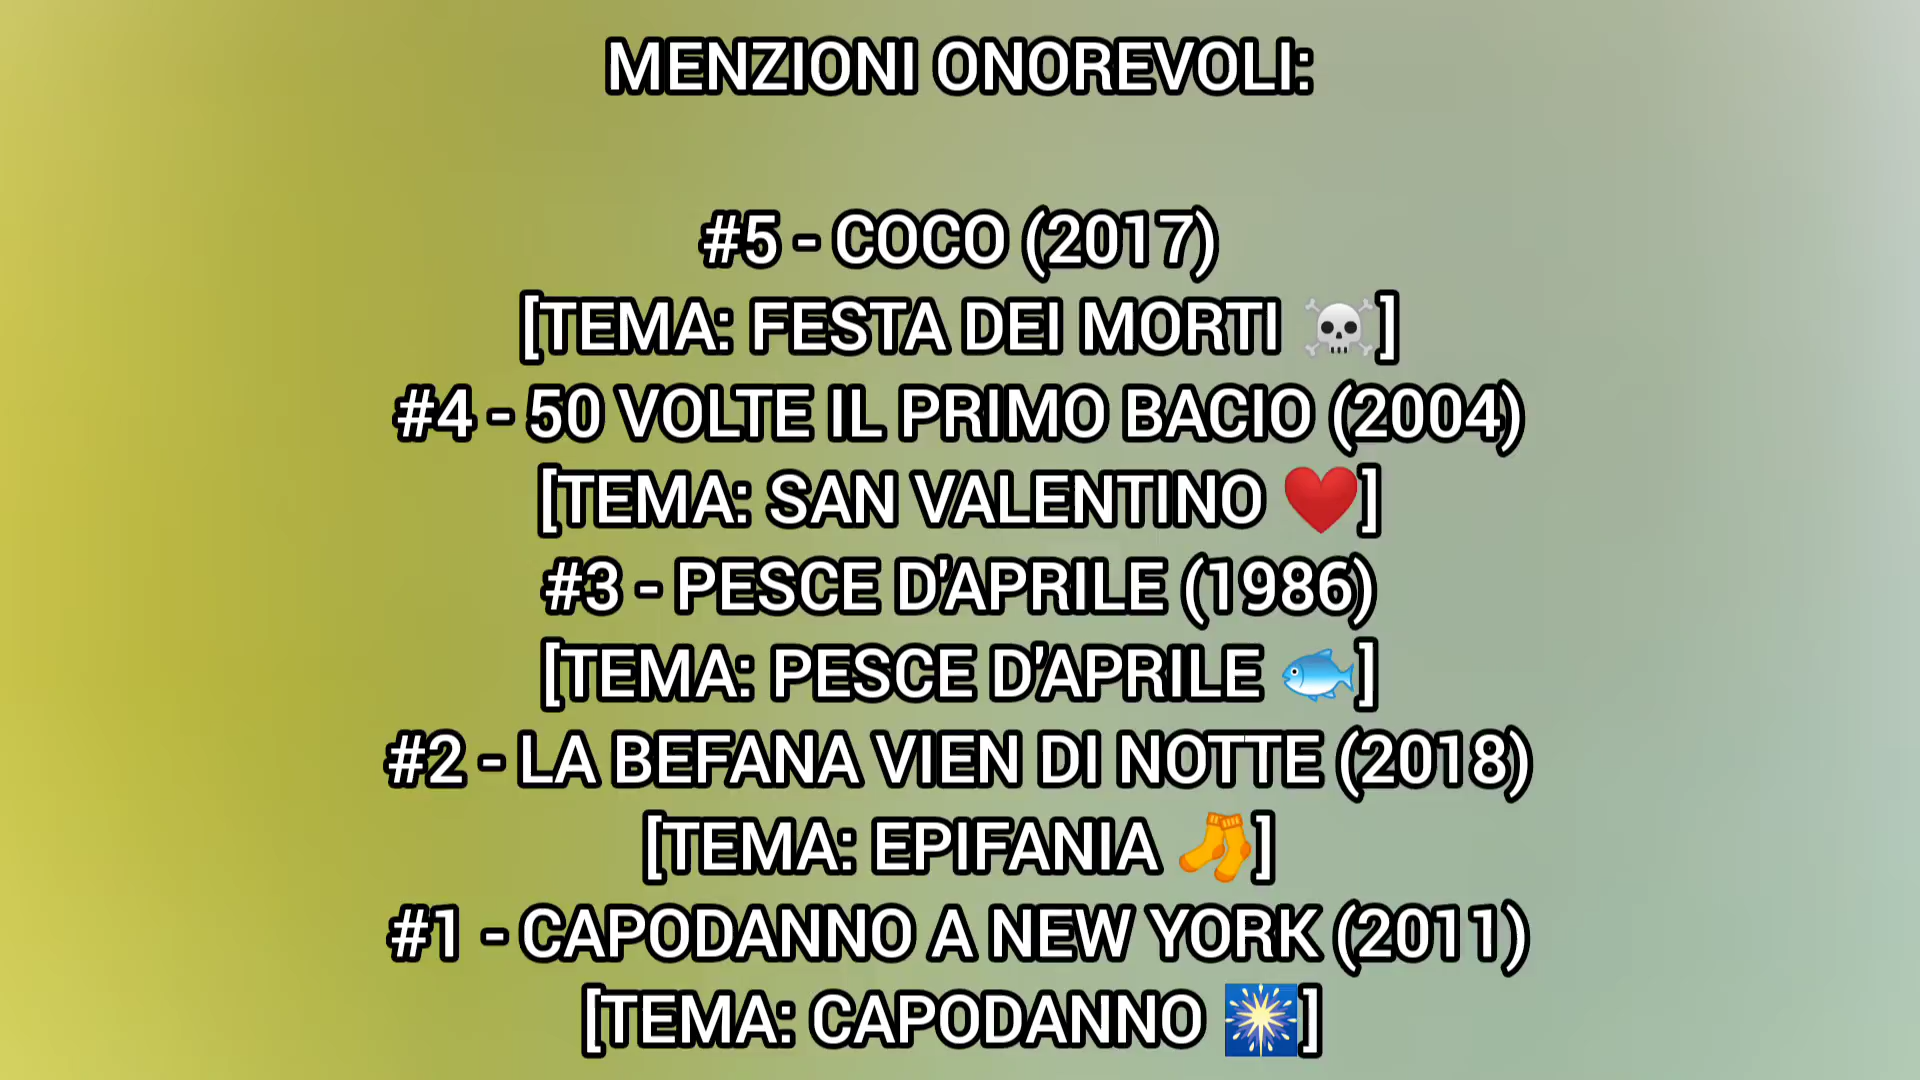 MENZIONI ONOREVOLI:
#5 - COCO (2017)
[TEMA: FESTA DEI MORTI ☠️]
#4 - 50 VOLTE IL PRIMO BACIO (2004)
[TEMA: SAN VALENTINO ❤️]
#3 - PESCE D'APRILE (1986)
[TEMA: PESCE D'APRILE 🐟]
#2 - LA BEFANA VIEN DI NOTTE (2018)
[TEMA: EPIFANIA 🧦]
#1 - CAPODANNO A NEW YORK (2011)
[TEMA: CAPODANNO 🎆]